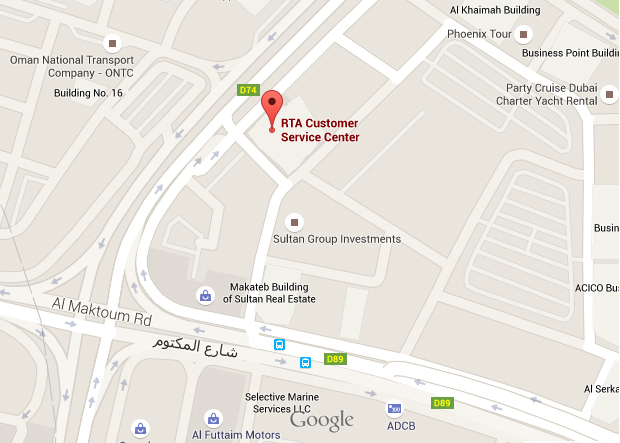 Al Khaimah Building
Phoenix Tour
Business Point Buildin
Oman National Transport
Company - ONTC
Building No. 16
D74
Party Cruise Dubai
Charter Yacht Rental
RTA Customer
Service Center
Sultan Group Investments
Busin
Makateb Building
of Sultan Real Estate
ACICO Bus
Al Maktoum Rd
شارع المكتوم
D89
Al Serka
Selective Marine
Services LLC
D89
Google
ADCB
Al Futtaim Motors